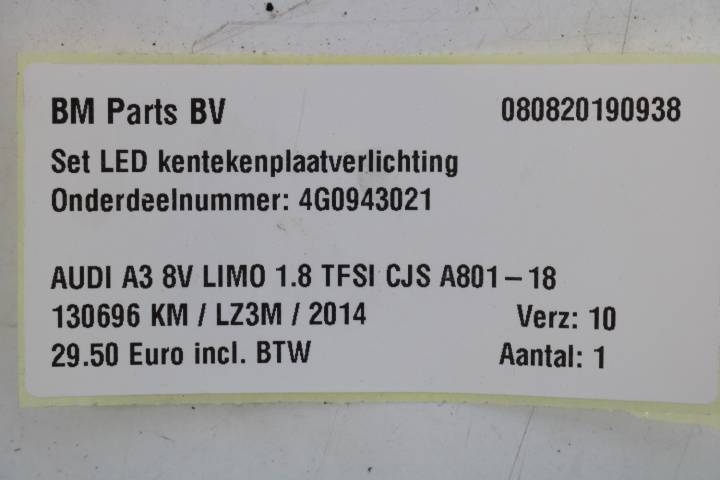 BM Parts BV 080820190938
Set LED kentekenplaatverlichting
Onderdeelnummer: 4G0943021
AUDI A3 8V LIMO 1.8 TFSI CJS A801-18
130696 KM / LZ3M / 2014 Verz: 10
29.50 Euro incl. BTW Aantal: 1